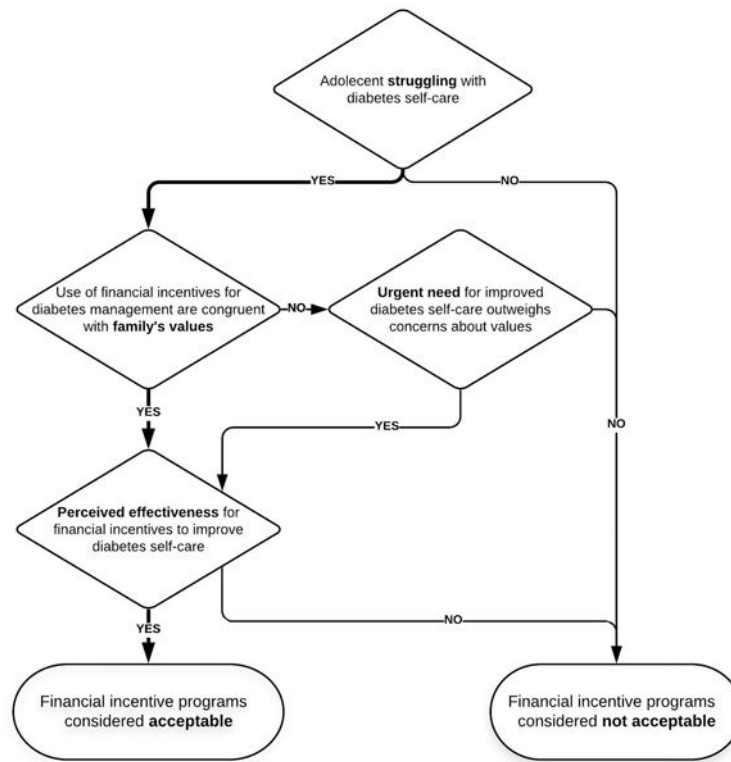 Adolecent struggling with
diabetes self-care
YES
NO
Use of financial incentives for
diabetes management are congruent
with family's values
NO
Urgent need for improved
diabetes self-care outweighs
concerns about values
YES
YES
NO
Perceived effectiveness for
financial incentives to improve
diabetes self-care
YES
NO
Financial incentive programs
considered acceptable
Financial incentive programs
considered not acceptable